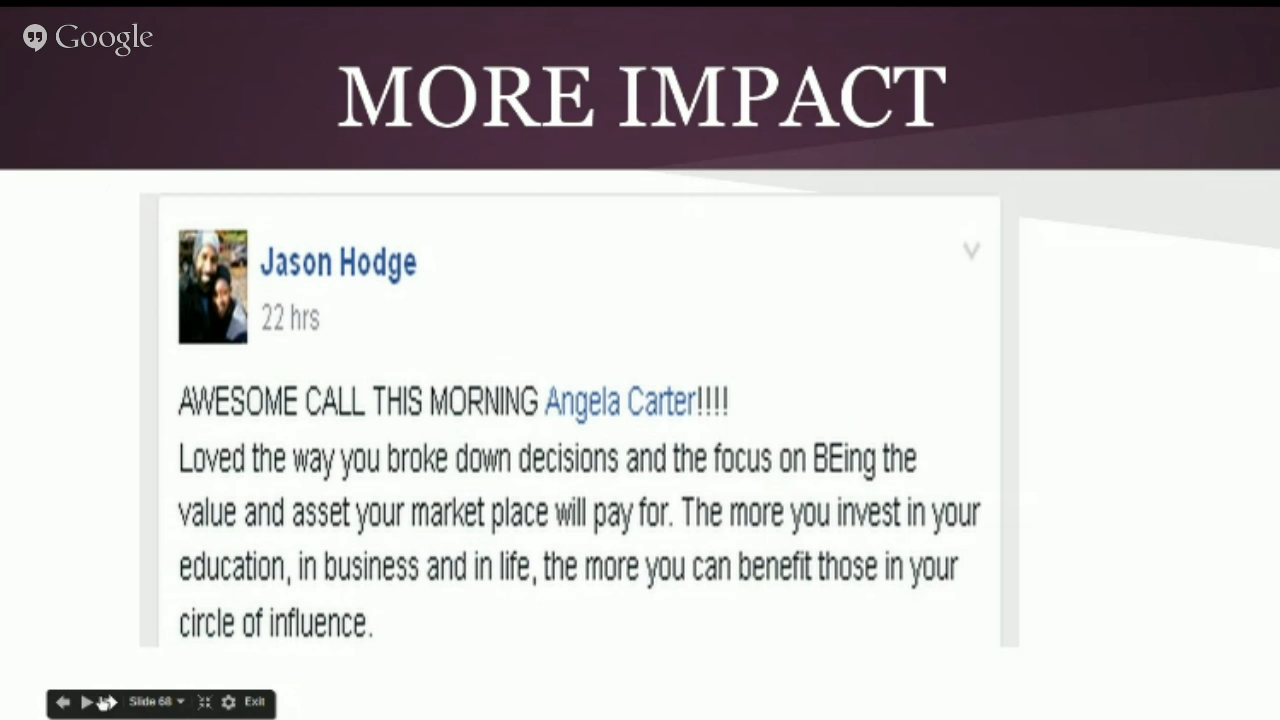 Google
MORE IMPACT
Jason Hodge
22 hrs
AWESOME CALL THIS MORNING Angela Carter!!!!
Loved the way you broke down decisions and the focus on BEing the
value and asset your market place will pay for. The more you invest in your
education, in business and in life, the more you can benefit those in your
circle of influence.
Slide 68 Exit